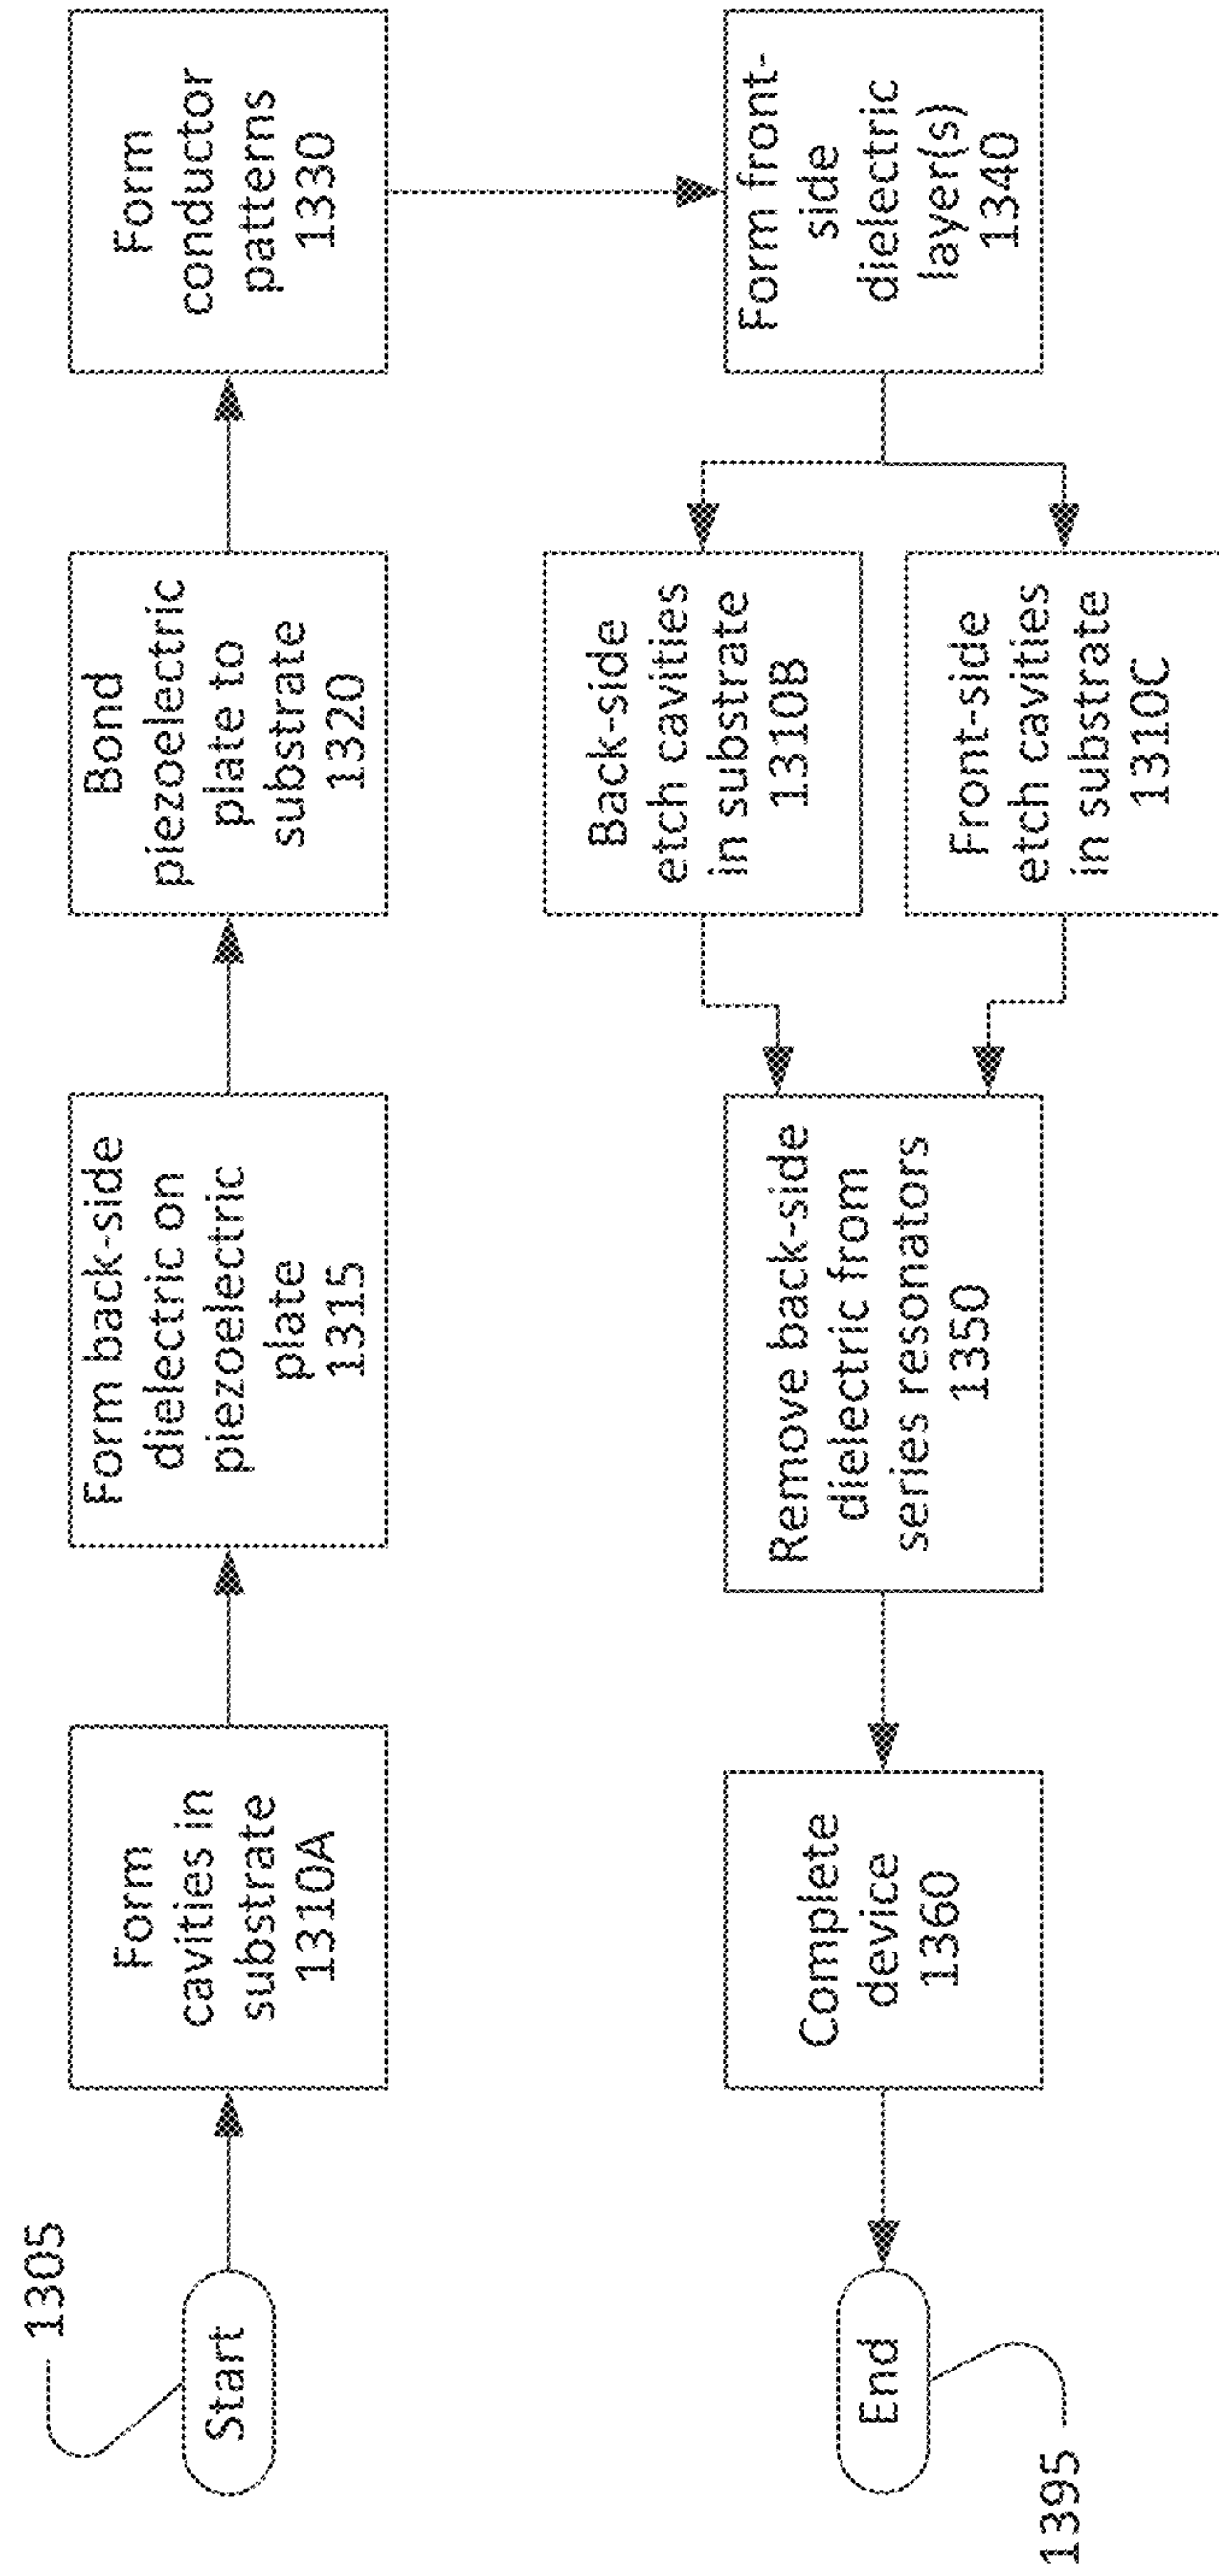 1305
Start
Form
cavities in
substrate
1310A
Form back-side
dielectric on
piezoelectric
plate
1315
Bond
piezoelectric
plate to
substrate
1320
Form
conductor
patterns
1330
Form front-
side
dielectric
layer(s)
1340
Back-side
etch cavities
in substrate
1310B
Front-side
etch cavities
in substrate
1310C
Remove back-side
dielectric from
series resonators
1350
Complete
device
1360
End
1395